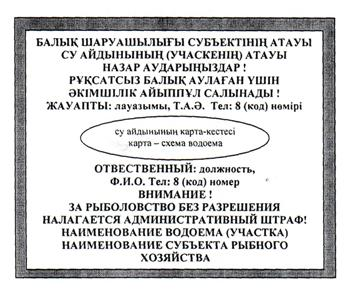 БАЛЫҚ ШАРУАШЫЛЫҒЫ СУБЪЕКТІНІҢ АТАУЫ
СУ АЙДЫНЫНЫҢ (УЧАСКЕНІҢ) АТАУЫ
НАЗАР АУДАРЫҢЫЗДАР !
РҰҚСАТСЫЗ БАЛЫҚ АУЛАҒАН ҮШІН
ӘКІМШІЛІК АЙЫППҰЛ САЛЫНАДЫ !
ЖАУАПТЫ: лауазымы, Т.А.Ә. Тел: 8 (код) нөмірі
су айдынының карта-кестесі
карта – схема водоема
ОТВЕСТВЕННЫЙ: должность,
Ф.И.О. Тел: 8 (код) номер
ВНИМАНИЕ !
ЗА РЫБОЛОВСТВО БЕЗ РАЗРЕШЕНИЯ
НАЛАГАЕТСЯ АДМИНИСТРАТИВНЫЙ ШТРАФ!
НАИМЕНОВАНИЕ ВОДОЕМА (УЧАСТКА)
НАИМЕНОВАНИЕ СУБЪЕКТА РЫБНОГО
ХОЗЯЙСТВА